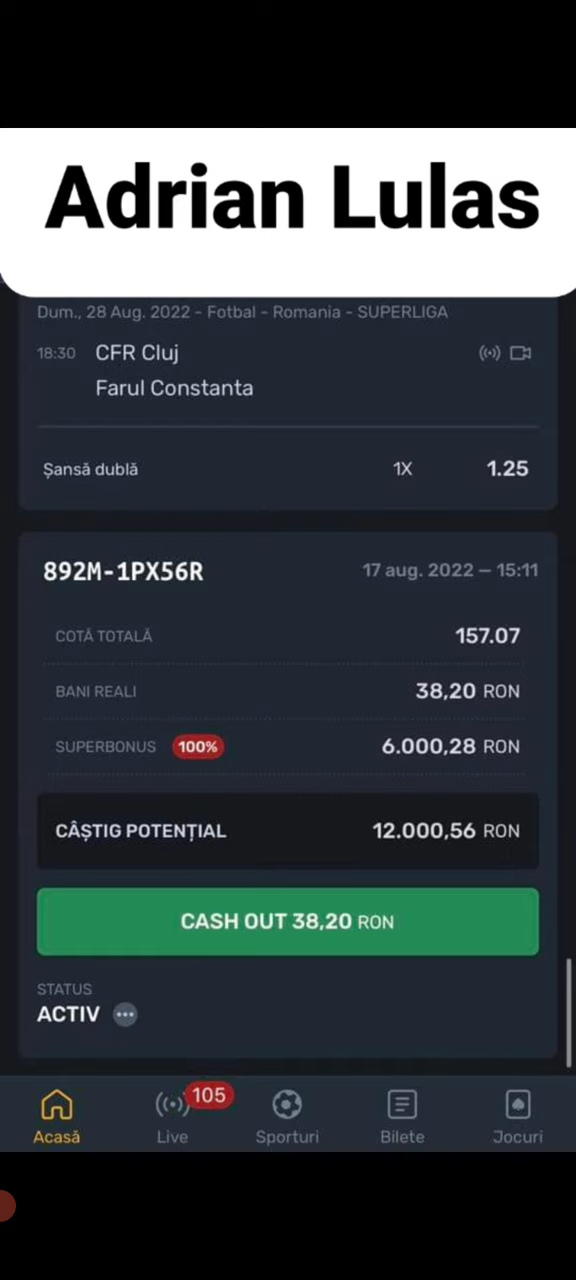 Adrian Lulas
Dum., 28 Aug. 2022 - Fotbal - Romania - SUPERLIGA
18:30 CFR Cluj
Farul Constanta
Șansă dublă 1X 1.25
892M-1PX56R 17 aug. 2022 — 15:11
COTĂ TOTALĂ 157.07
BANI REALI 38,20 RON
SUPERBONUS 100% 6.000,28 RON
CÂȘTIG POTENȚIAL 12.000,56 RON
CASH OUT 38,20 RON
STATUS
ACTIV
105
Acasă Live Sporturi Bilete Jocuri